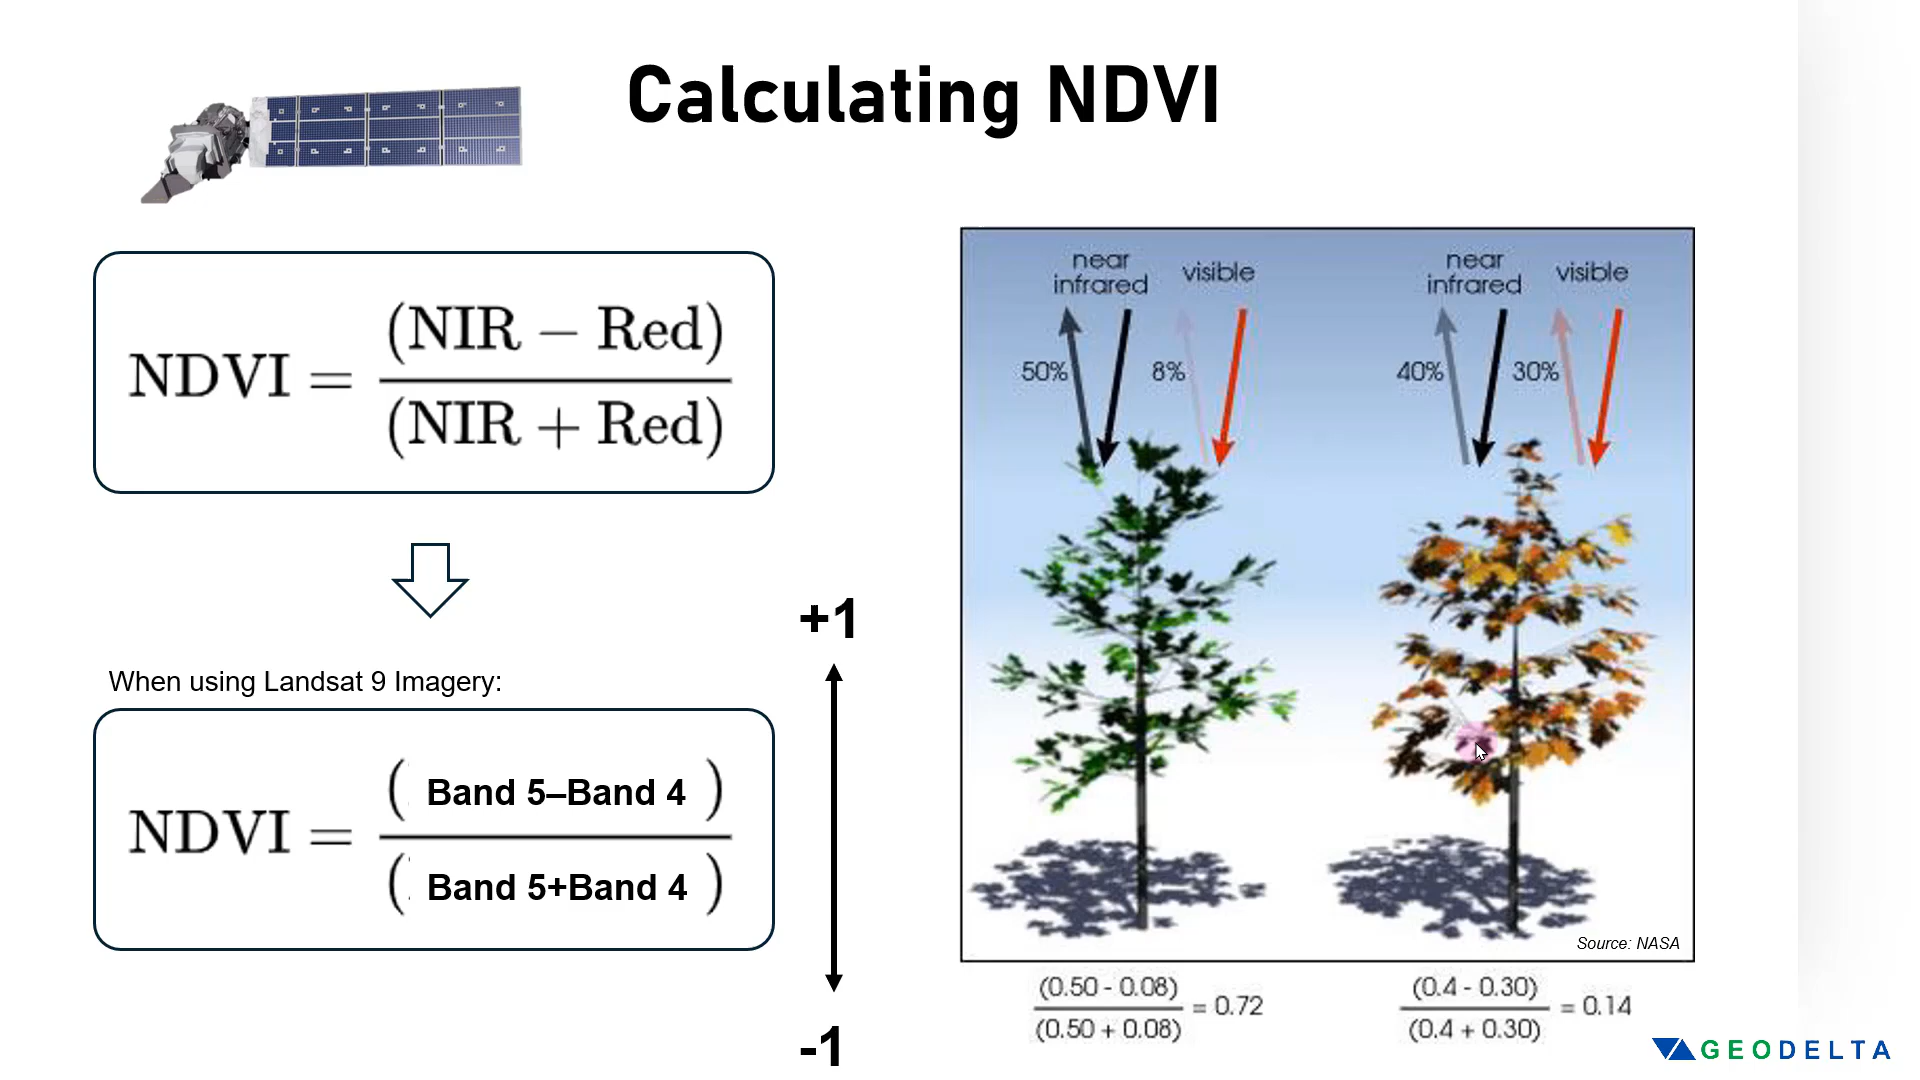 Calculating NDVI
NDVI = (NIR − Red)
(NIR + Red)
When using Landsat 9 Imagery:
NDVI = ( Band 5–Band 4 )
( Band 5+Band 4 )
+1
-1
near infrared
visible
50%
8%
near infrared
visible
40%
30%
Source: NASA
(0.50 - 0.08)
(0.50 + 0.08)
= 0.72
(0.4 - 0.30)
(0.4 + 0.30)
= 0.14
GEODELTA